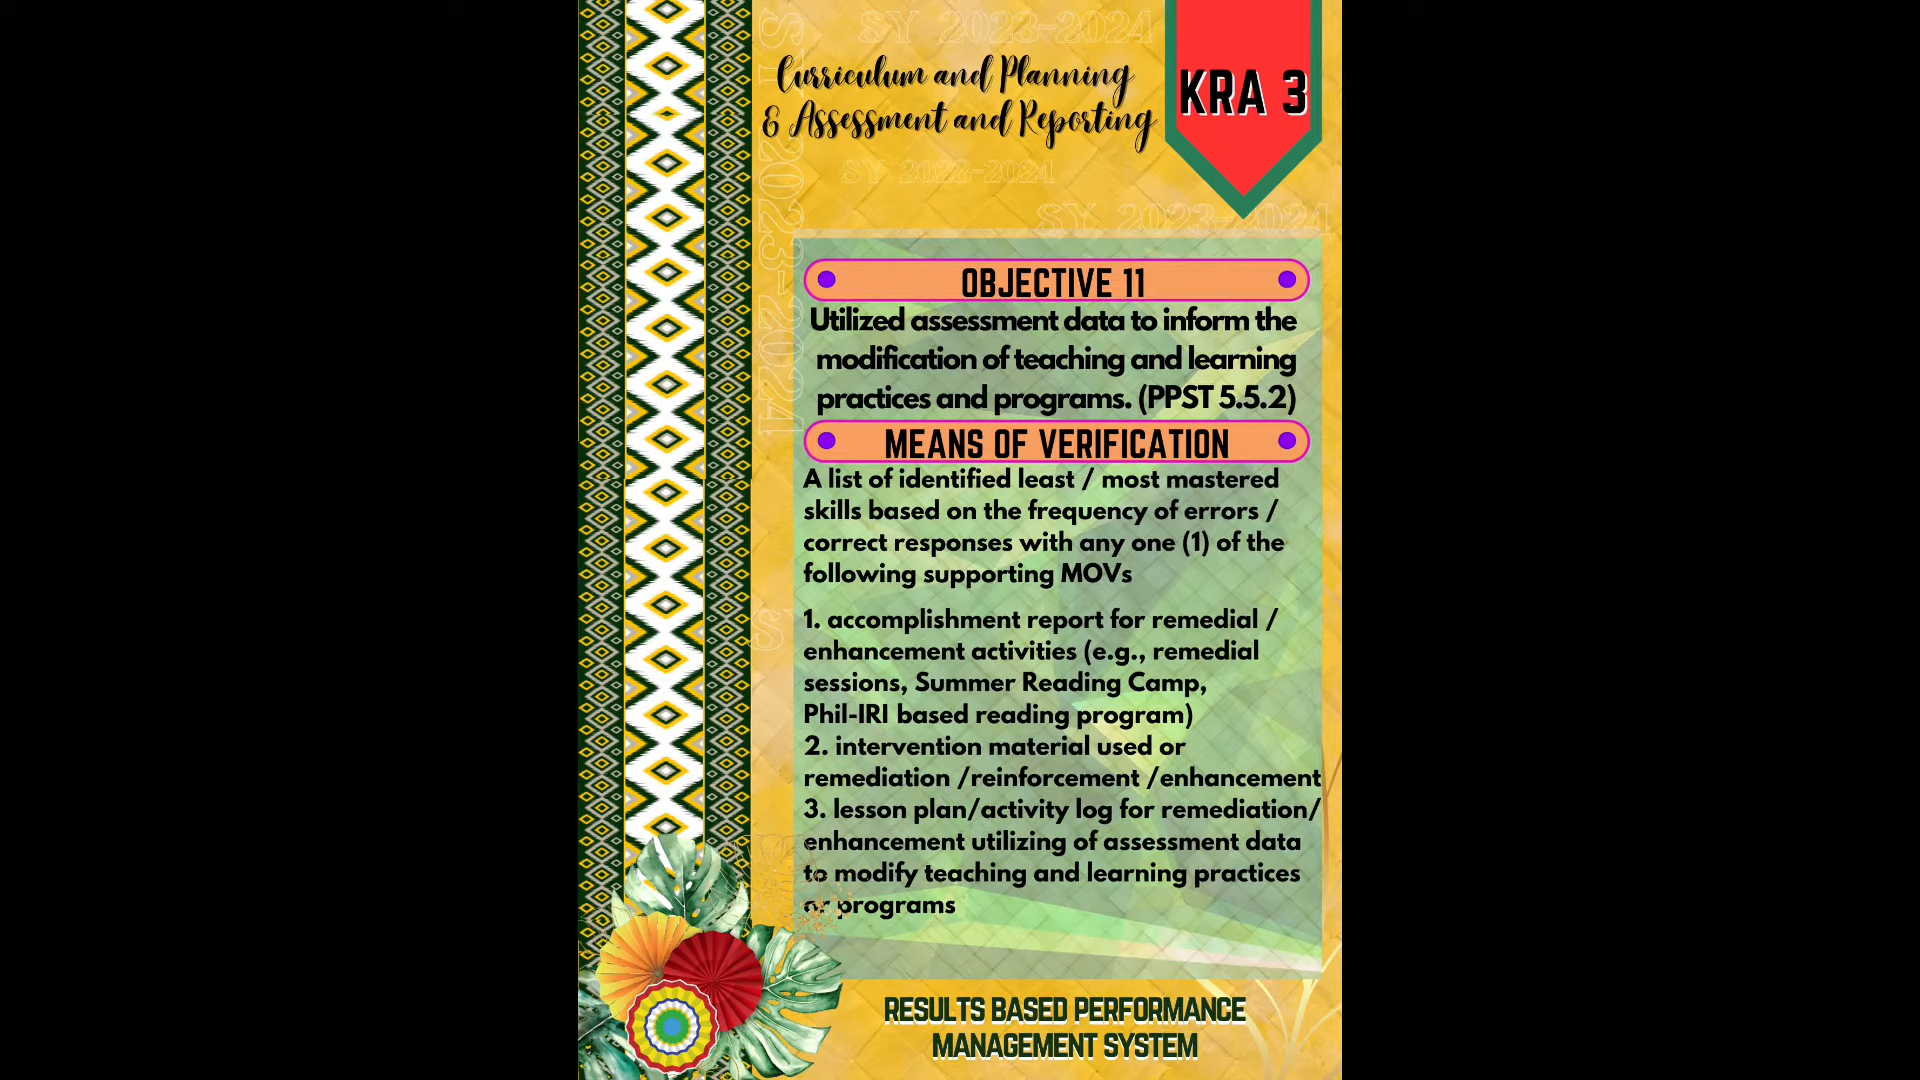 SY 2023-2024
SY 2023-2024
Curriculum and Planning
& Assessment and Reporting
KRA 3
SY 2023-2024
SY 2023-2024
OBJECTIVE 11
Utilized assessment data to inform the
modification of teaching and learning
practices and programs. (PPST 5.5.2)
MEANS OF VERIFICATION
A list of identified least / most mastered
skills based on the frequency of errors /
correct responses with any one (1) of the
following supporting MOVs
1. accomplishment report for remedial /
enhancement activities (e.g., remedial
sessions, Summer Reading Camp,
Phil-IRI based reading program)
2. intervention material used or
remediation /reinforcement /enhancement
3. lesson plan/activity log for remediation/
enhancement utilizing of assessment data
to modify teaching and learning practices
or programs
RESULTS BASED PERFORMANCE
MANAGEMENT SYSTEM